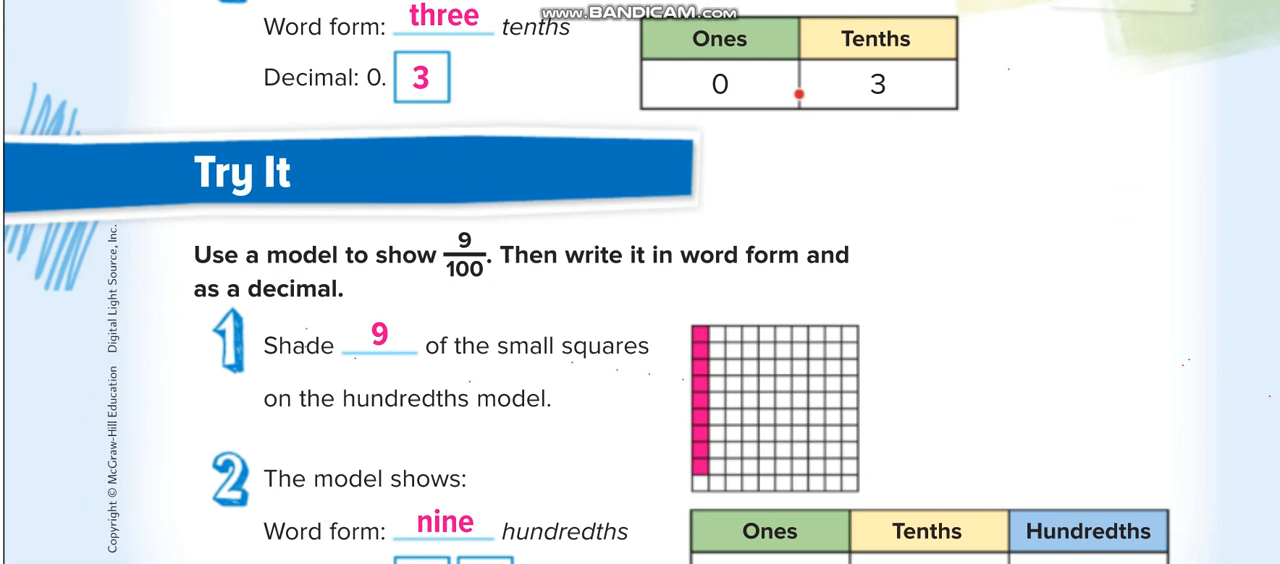 www.BANDICAM.com
Word form: three tenths
Decimal: 0. 3
Ones Tenths
0 3
Try It
Use a model to show 9/100. Then write it in word form and
as a decimal.
1 Shade 9 of the small squares
on the hundredths model.
2 The model shows:
Word form: nine hundredths
Ones Tenths Hundredths
Copyright © McGraw-Hill Education Digital Light Source, Inc.